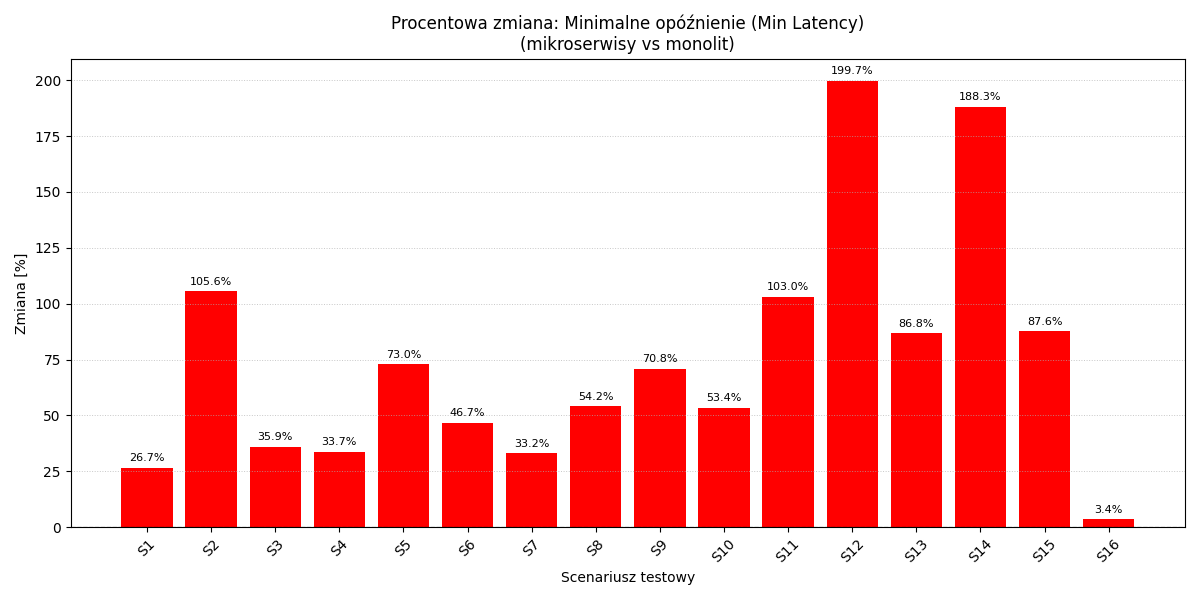 Procentowa zmiana: Minimalne opóźnienie (Min Latency)
(mikroserwisy vs monolit)
Zmiana [%]
200
175
150
125
100
75
50
25
0
26.7%
105.6%
35.9%
33.7%
73.0%
46.7%
33.2%
54.2%
70.8%
53.4%
103.0%
199.7%
86.8%
188.3%
87.6%
3.4%
S1
S2
S3
S4
S5
S6
S7
S8
S9
S10
S11
S12
S13
S14
S15
S16
Scenariusz testowy